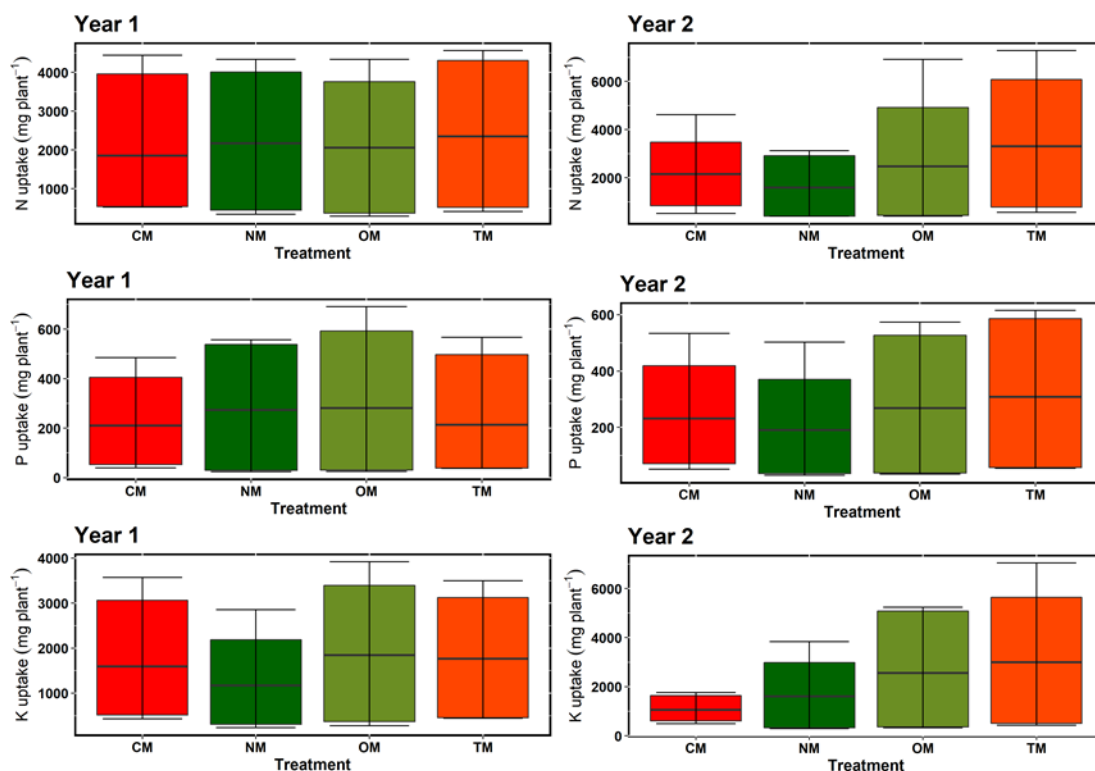 Year 1
N uptake (mg plant⁻¹)
4000
3000
2000
1000
CM NM OM TM
Treatment
Year 2
N uptake (mg plant⁻¹)
6000
4000
2000
CM NM OM TM
Treatment
Year 1
P uptake (mg plant⁻¹)
600
400
200
0
CM NM OM TM
Treatment
Year 2
P uptake (mg plant⁻¹)
600
400
200
CM NM OM TM
Treatment
Year 1
K uptake (mg plant⁻¹)
4000
3000
2000
1000
CM NM OM TM
Treatment
Year 2
K uptake (mg plant⁻¹)
6000
4000
2000
0
CM NM OM TM
Treatment